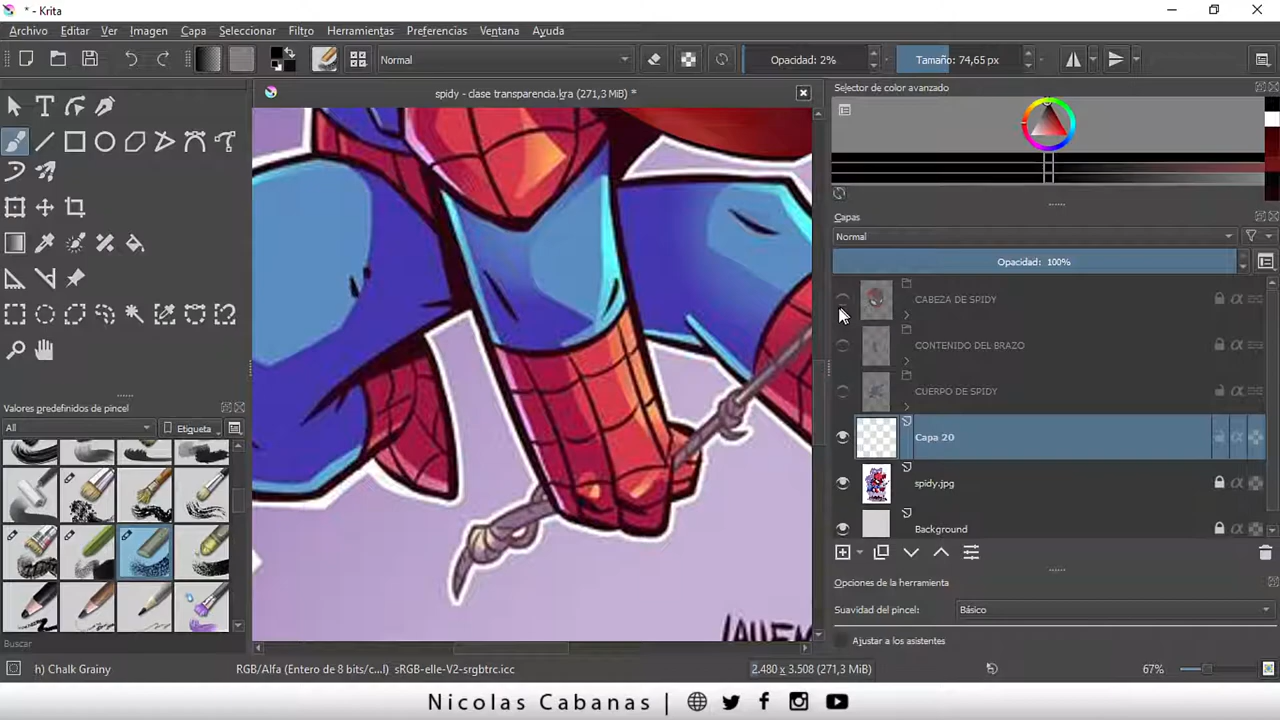 * - Krita
Archivo Editar Ver Imagen Capa Seleccionar Filtro Herramientas Preferencias Ventana Ayuda
Normal Opacidad: 2% Tamaño: 74,65 px
spidy - clase transparencia.kra (271,3 MiB) *
Selector de color avanzado
Capas
Normal
Opacidad: 100%
CABEZA DE SPIDY
CONTENIDO DEL BRAZO
CUERPO DE SPIDY
Capa 20
spidy.jpg
Background
Valores predefinidos de pincel
All Etiqueta
Buscar
Opciones de la herramienta
Suavidad del pincel: Básico
Ajustar a los asistentes
h) Chalk Grainy RGB/Alfa (Entero de 8 bits/c...l) sRGB-elle-V2-srgbtrc.icc 2.480 x 3.508 (271,3 MiB) 67%
Nicolas Cabanas |